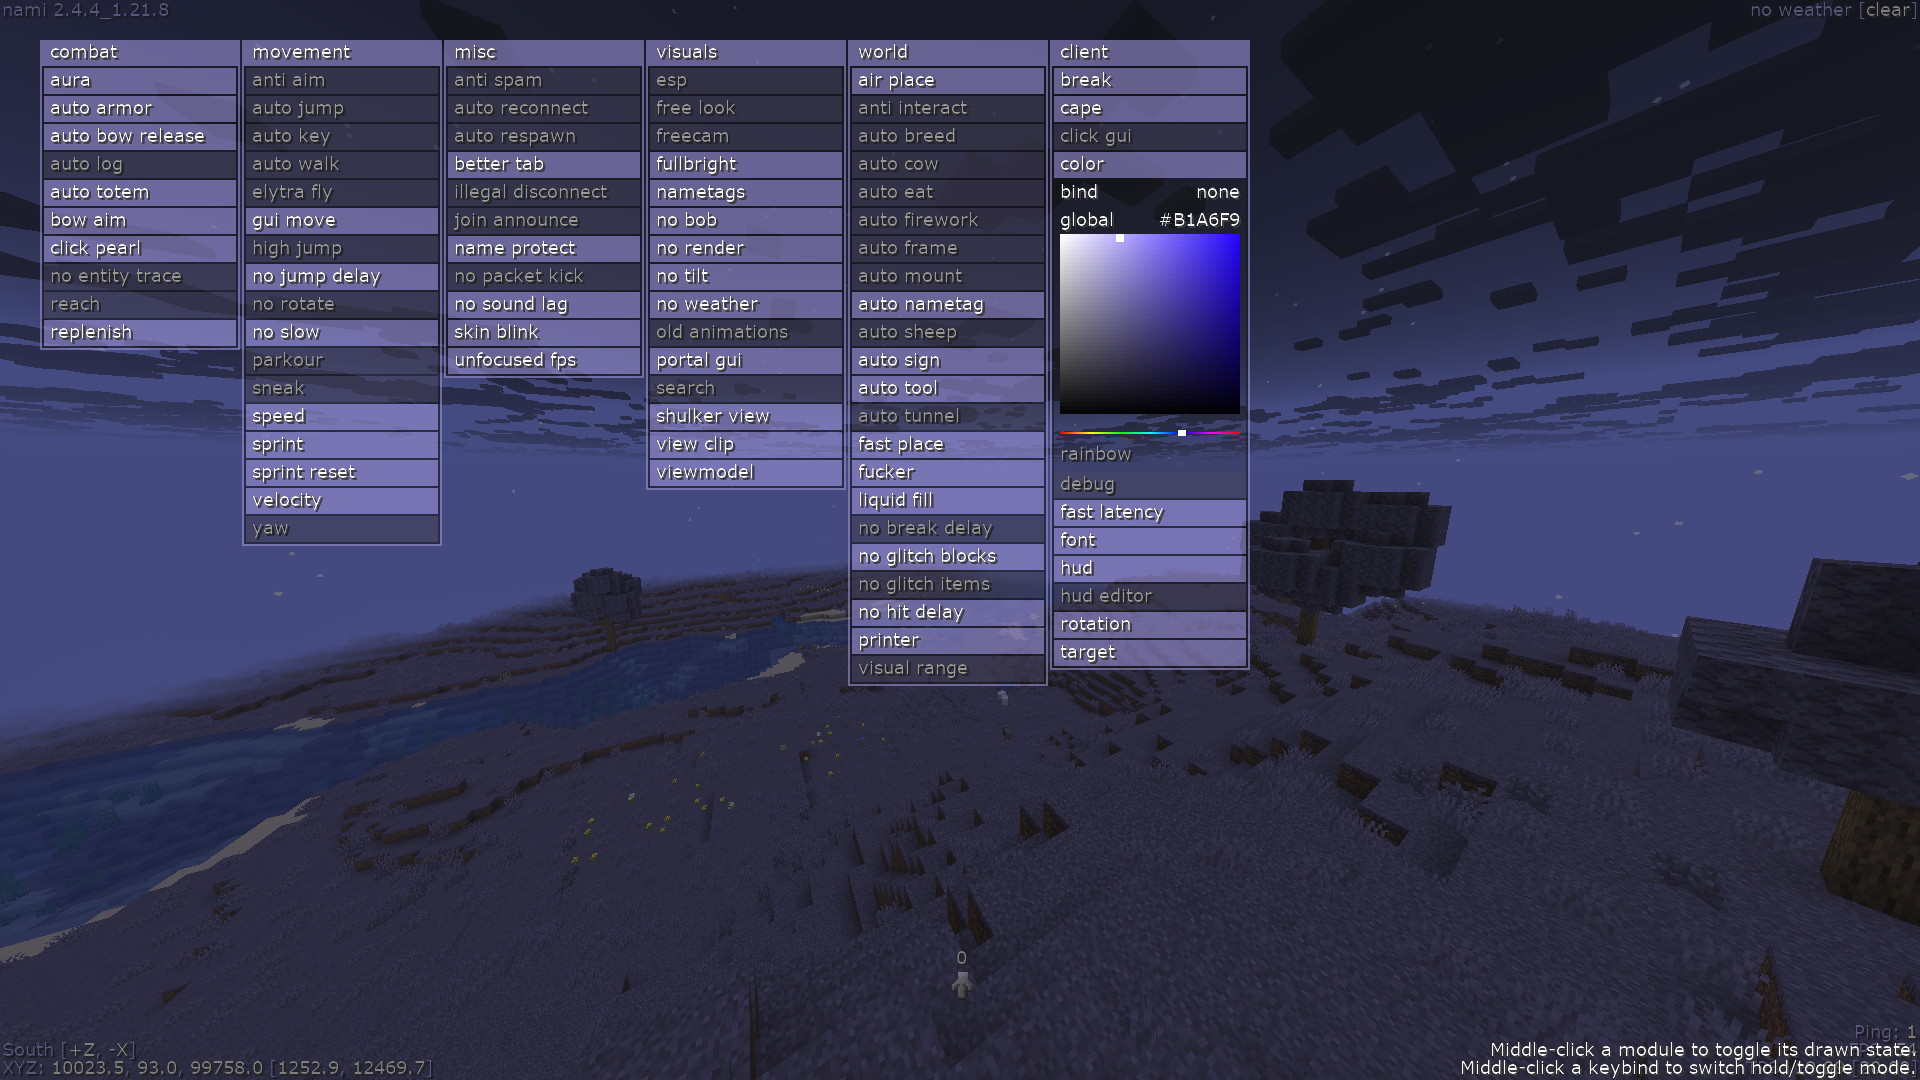 nami 2.4.4_1.21.8
no weather [clear]
combat
aura
auto armor
auto bow release
auto log
auto totem
bow aim
click pearl
no entity trace
reach
replenish
movement
anti aim
auto jump
auto key
auto walk
elytra fly
gui move
high jump
no jump delay
no rotate
no slow
parkour
sneak
speed
sprint
sprint reset
velocity
yaw
misc
anti spam
auto reconnect
auto respawn
better tab
illegal disconnect
join announce
name protect
no packet kick
no sound lag
skin blink
unfocused fps
visuals
esp
free look
freecam
fullbright
nametags
no bob
no render
no tilt
no weather
old animations
portal gui
search
shulker view
view clip
viewmodel
world
air place
anti interact
auto breed
auto cow
auto eat
auto firework
auto frame
auto mount
auto nametag
auto sheep
auto sign
auto tool
auto tunnel
fast place
fucker
liquid fill
no break delay
no glitch blocks
no glitch items
no hit delay
printer
visual range
client
break
cape
click gui
color
bind none
global #B1A6F9
rainbow
debug
fast latency
font
hud
hud editor
rotation
target
0
South [+Z, -X]
XYZ: 10023.5, 93.0, 99758.0 [1252.9, 12469.7]
Ping: 1
Middle-click a module to toggle its drawn state.
Middle-click a keybind to switch hold/toggle mode.